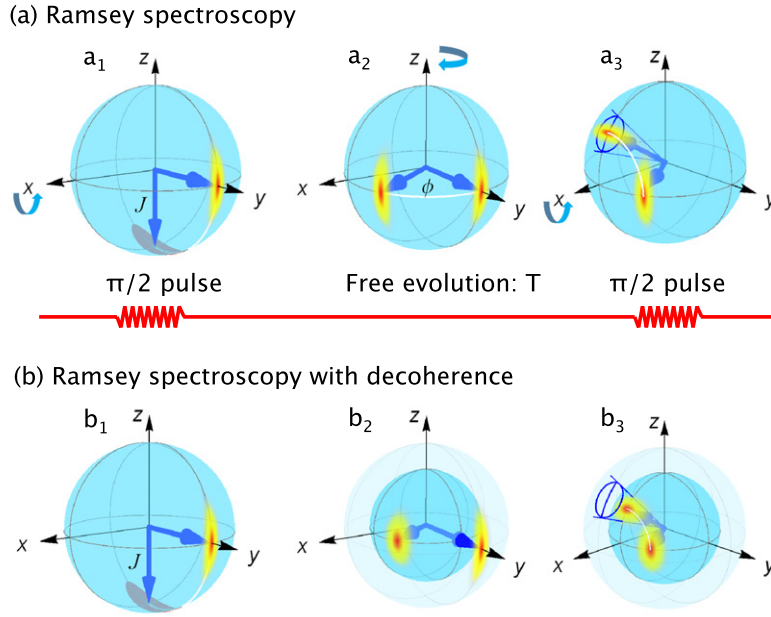 (a) Ramsey spectroscopy
a1 z a2 z a3 z
x J y x ϕ y x y
π/2 pulse Free evolution: T π/2 pulse
(b) Ramsey spectroscopy with decoherence
b1 z b2 z b3 z
x J y x y x y